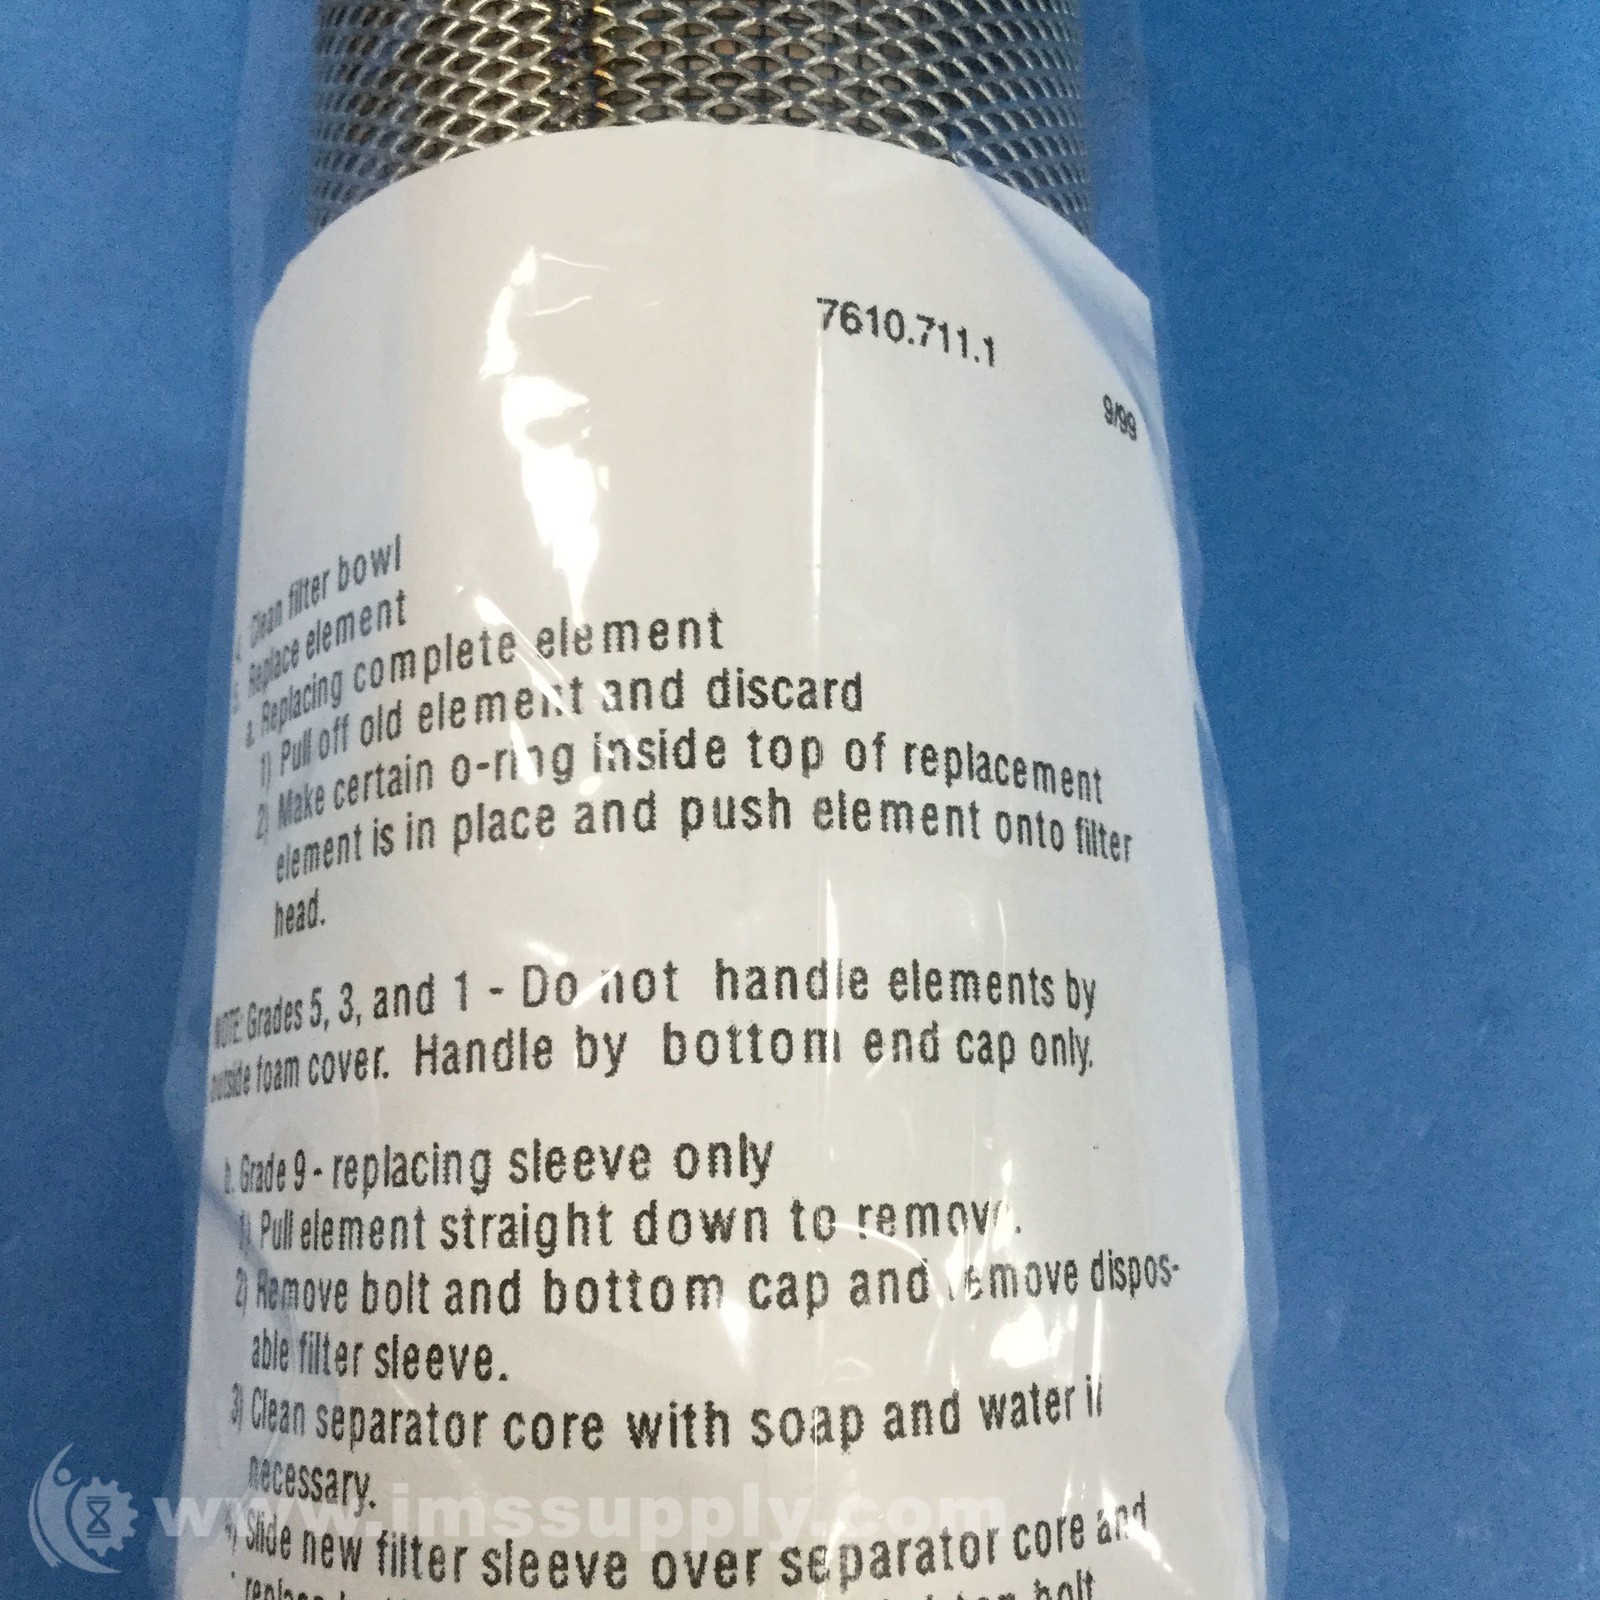 7610.711.1
9/99
Clean filter bowl
Replace element
a. Replacing complete element
1) Pull off old element and discard
2) Make certain o-ring inside top of replacement
element is in place and push element onto filter
head.
NOTE: Grades 5, 3, and 1 - Do not handle elements by
outside foam cover. Handle by bottom end cap only.
b. Grade 9 - replacing sleeve only
1) Pull element straight down to remove.
2) Remove bolt and bottom cap and remove dispos-
able filter sleeve.
3) Clean separator core with soap and water if
necessary.
Slide new filter sleeve over separator core and
bolt
www.imssupply.com